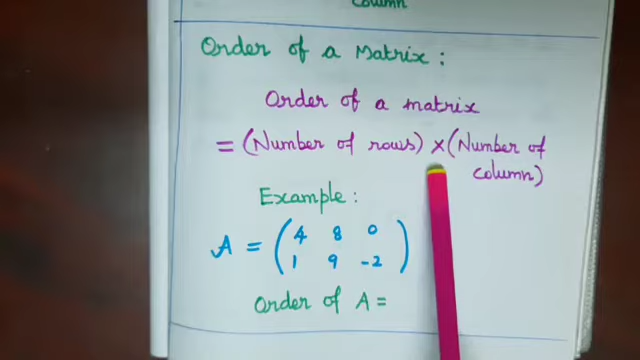 Column
Order of a Matrix:
Order of a matrix
= (Number of rows) × (Number of
column)
Example:
A = ( 4 8 0
1 9 -2 )
Order of A =